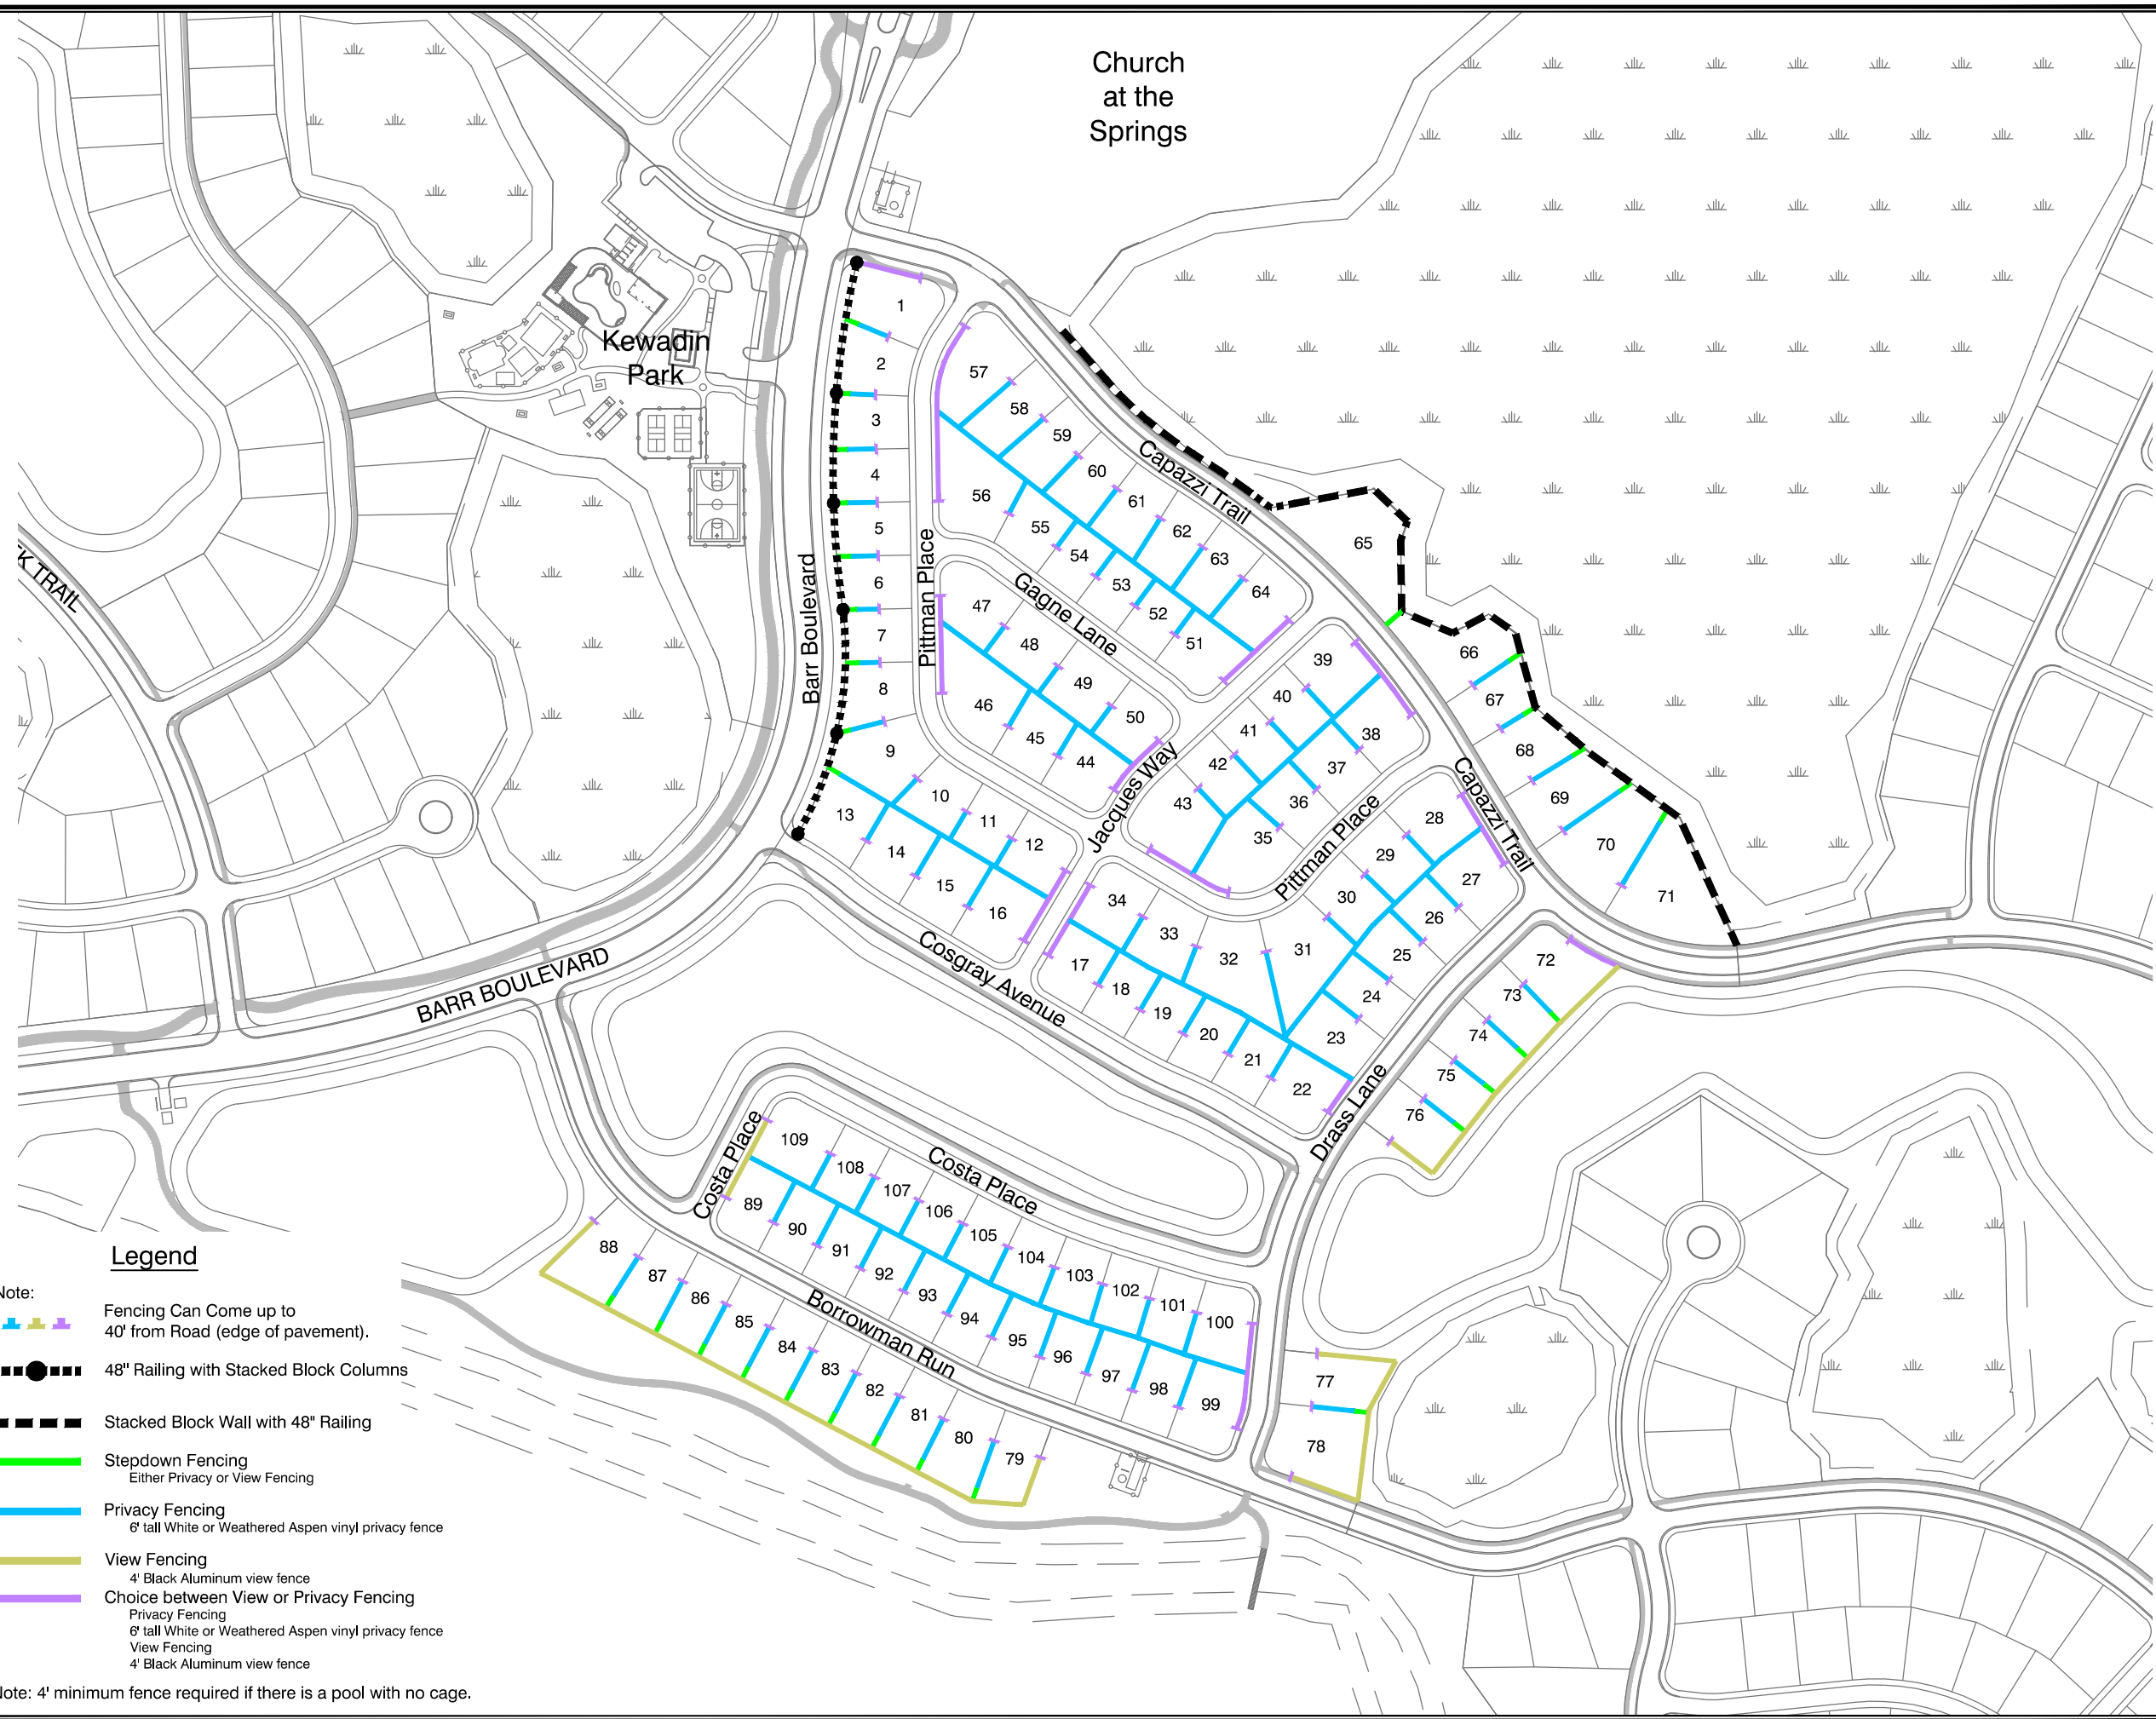 Church
at the
Springs
Kewadin
Park
K TRAIL
Barr Boulevard
BARR BOULEVARD
Pittman Place
Capazzi Trail
Gagne Lane
Jacques Way
Pittman Place
Capazzi Trail
Cosgray Avenue
Drass Lane
Costa Place
Costa Place
Borrowman Run
1
2
3
4
5
6
7
8
9
10
11
12
13
14
15
16
17
18
19
20
21
22
23
24
25
26
27
28
29
30
31
32
33
34
35
36
37
38
39
40
41
42
43
44
45
46
47
48
49
50
51
52
53
54
55
56
57
58
59
60
61
62
63
64
65
66
67
68
69
70
71
72
73
74
75
76
77
78
79
80
81
82
83
84
85
86
87
88
89
90
91
92
93
94
95
96
97
98
99
100
101
102
103
104
105
106
107
108
109
Legend
Note:
Fencing Can Come up to
40' from Road (edge of pavement).
48" Railing with Stacked Block Columns
Stacked Block Wall with 48" Railing
Stepdown Fencing
Either Privacy or View Fencing
Privacy Fencing
6' tall White or Weathered Aspen vinyl privacy fence
View Fencing
4' Black Aluminum view fence
Choice between View or Privacy Fencing
Privacy Fencing
6' tall White or Weathered Aspen vinyl privacy fence
View Fencing
4' Black Aluminum view fence
Note: 4' minimum fence required if there is a pool with no cage.